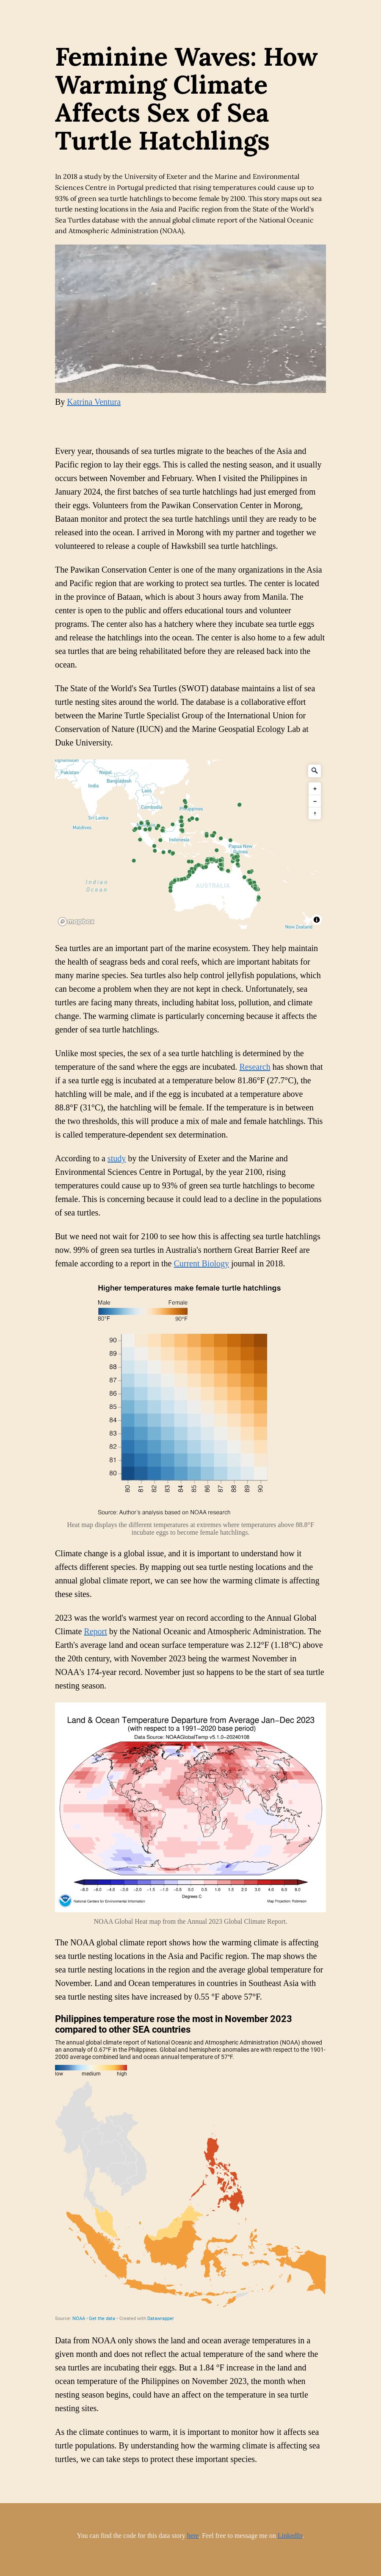 Feminine Waves: How
Warming Climate
Affects Sex of Sea
Turtle Hatchlings
In 2018 a study by the University of Exeter and the Marine and Environmental
Sciences Centre in Portugal predicted that rising temperatures could cause up to
93% of green sea turtle hatchlings to become female by 2100. This story maps out sea
turtle nesting locations in the Asia and Pacific region from the State of the World's
Sea Turtles database with the annual global climate report of the National Oceanic
and Atmospheric Administration (NOAA).
By Katrina Ventura
Every year, thousands of sea turtles migrate to the beaches of the Asia and
Pacific region to lay their eggs. This is called the nesting season, and it usually
occurs between November and February. When I visited the Philippines in
January 2024, the first batches of sea turtle hatchlings had just emerged from
their eggs. Volunteers from the Pawikan Conservation Center in Morong,
Bataan monitor and protect the sea turtle hatchlings until they are ready to be
released into the ocean. I arrived in Morong with my partner and together we
volunteered to release a couple of Hawksbill sea turtle hatchlings.
The Pawikan Conservation Center is one of the many organizations in the Asia
and Pacific region that are working to protect sea turtles. The center is located
in the province of Bataan, which is about 3 hours away from Manila. The
center is open to the public and offers educational tours and volunteer
programs. The center also has a hatchery where they incubate sea turtle eggs
and release the hatchlings into the ocean. The center is also home to a few adult
sea turtles that are being rehabilitated before they are released back into the
ocean.
The State of the World's Sea Turtles (SWOT) database maintains a list of sea
turtle nesting sites around the world. The database is a collaborative effort
between the Marine Turtle Specialist Group of the International Union for
Conservation of Nature (IUCN) and the Marine Geospatial Ecology Lab at
Duke University.
Pakistan
Nepal
Bangladesh
India
Laos
Cambodia
Philippines
Sri Lanka
Maldives
Indonesia
Papua New
Guinea
Indian
Ocean
AUSTRALIA
mapbox
New Zealand
Sea turtles are an important part of the marine ecosystem. They help maintain
the health of seagrass beds and coral reefs, which are important habitats for
many marine species. Sea turtles also help control jellyfish populations, which
can become a problem when they are not kept in check. Unfortunately, sea
turtles are facing many threats, including habitat loss, pollution, and climate
change. The warming climate is particularly concerning because it affects the
gender of sea turtle hatchlings.
Unlike most species, the sex of a sea turtle hatchling is determined by the
temperature of the sand where the eggs are incubated. Research has shown that
if a sea turtle egg is incubated at a temperature below 81.86°F (27.7°C), the
hatchling will be male, and if the egg is incubated at a temperature above
88.8°F (31°C), the hatchling will be female. If the temperature is in between
the two thresholds, this will produce a mix of male and female hatchlings. This
is called temperature-dependent sex determination.
According to a study by the University of Exeter and the Marine and
Environmental Sciences Centre in Portugal, by the year 2100, rising
temperatures could cause up to 93% of green sea turtle hatchlings to become
female. This is concerning because it could lead to a decline in the populations
of sea turtles.
But we need not wait for 2100 to see how this is affecting sea turtle hatchlings
now. 99% of green sea turtles in Australia's northern Great Barrier Reef are
female according to a report in the Current Biology journal in 2018.
Higher temperatures make female turtle hatchlings
Male Female
80°F 90°F
90
89
88
87
86
85
84
83
82
81
80
80 81 82 83 84 85 86 87 88 89 90
Source: Author's analysis based on NOAA research
Heat map displays the different temperatures at extremes where temperatures above 88.8°F
incubate eggs to become female hatchlings.
Climate change is a global issue, and it is important to understand how it
affects different species. By mapping out sea turtle nesting locations and the
annual global climate report, we can see how the warming climate is affecting
these sites.
2023 was the world's warmest year on record according to the Annual Global
Climate Report by the National Oceanic and Atmospheric Administration. The
Earth's average land and ocean surface temperature was 2.12°F (1.18°C) above
the 20th century, with November 2023 being the warmest November in
NOAA's 174-year record. November just so happens to be the start of sea turtle
nesting season.
Land & Ocean Temperature Departure from Average Jan–Dec 2023
(with respect to a 1991–2020 base period)
Data Source: NOAAGlobalTemp v5.1.0–20240108
Degrees C
National Centers for Environmental Information
Map Projection: Robinson
NOAA Global Heat map from the Annual 2023 Global Climate Report.
The NOAA global climate report shows how the warming climate is affecting
sea turtle nesting locations in the Asia and Pacific region. The map shows the
sea turtle nesting locations in the region and the average global temperature for
November. Land and Ocean temperatures in countries in Southeast Asia with
sea turtle nesting sites have increased by 0.55 °F above 57°F.
Philippines temperature rose the most in November 2023
compared to other SEA countries
The annual global climate report of National Oceanic and Atmospheric Administration (NOAA) showed
an anomaly of 0.67°F in the Philippines. Global and hemispheric anomalies are with respect to the 1901-
2000 average combined land and ocean annual temperature of 57°F.
low medium high
Source: NOAA • Get the data • Created with Datawrapper
Data from NOAA only shows the land and ocean average temperatures in a
given month and does not reflect the actual temperature of the sand where the
sea turtles are incubating their eggs. But a 1.84 °F increase in the land and
ocean temperature of the Philippines on November 2023, the month when
nesting season begins, could have an affect on the temperature in sea turtle
nesting sites.
As the climate continues to warm, it is important to monitor how it affects sea
turtle populations. By understanding how the warming climate is affecting sea
turtles, we can take steps to protect these important species.
You can find the code for this data story here. Feel free to message me on LinkedIn.